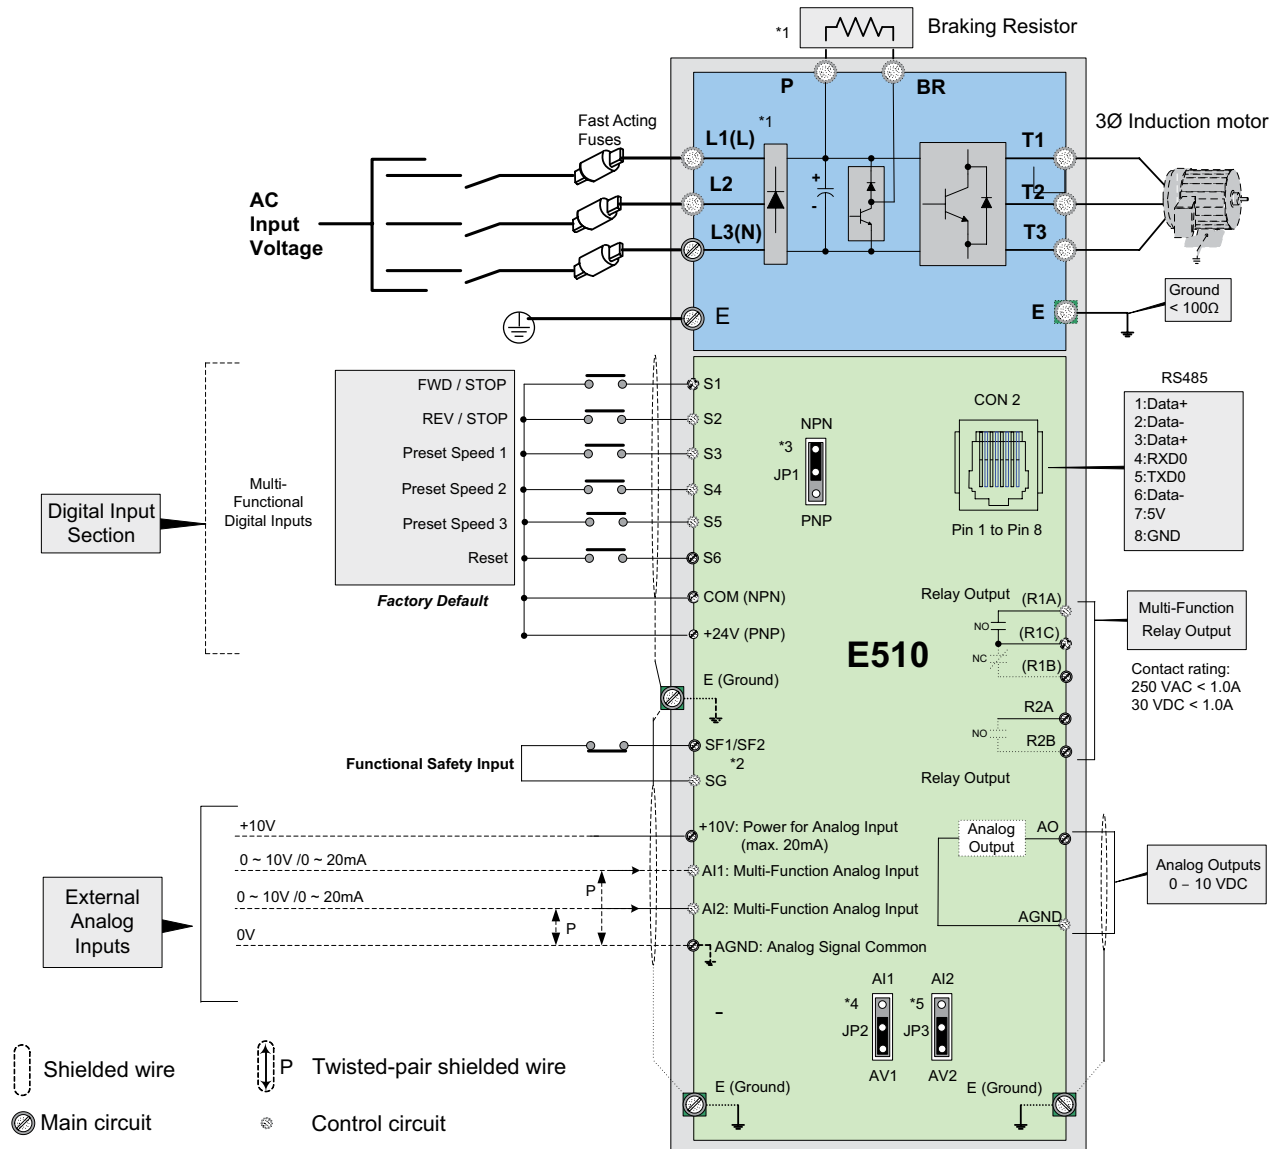 *1
Braking Resistor
P
BR
Fast Acting
Fuses
L1(L)
*1
T1
3Ø Induction motor
L2
T2
AC
Input
Voltage
+
-
L3(N)
T3
E
E
Ground
< 100Ω
FWD / STOP
S1
REV / STOP
S2
Preset Speed 1
S3
Preset Speed 2
S4
Preset Speed 3
S5
Reset
S6
Factory Default
COM (NPN)
+24V (PNP)
Multi-
Functional
Digital Inputs
Digital Input
Section
NPN
*3
JP1
PNP
CON 2
Pin 1 to Pin 8
RS485
1:Data+
2:Data-
3:Data+
4:RXD0
5:TXD0
6:Data-
7:5V
8:GND
E510
Relay Output
(R1A)
NO
(R1C)
NC
(R1B)
R2A
NO
R2B
Relay Output
Multi-Function
Relay Output
Contact rating:
250 VAC < 1.0A
30 VDC < 1.0A
E (Ground)
Functional Safety Input
SF1/SF2
*2
SG
+10V
+10V: Power for Analog Input
(max. 20mA)
0 ~ 10V /0 ~ 20mA
AI1: Multi-Function Analog Input
P
0 ~ 10V /0 ~ 20mA
AI2: Multi-Function Analog Input
P
0V
AGND: Analog Signal Common
External
Analog
Inputs
Analog
Output
AO
AGND
Analog Outputs
0 – 10 VDC
-
AI1
AI2
*4
*5
JP2
JP3
AV1
AV2
E (Ground)
E (Ground)
Shielded wire
P
Twisted-pair shielded wire
Main circuit
Control circuit